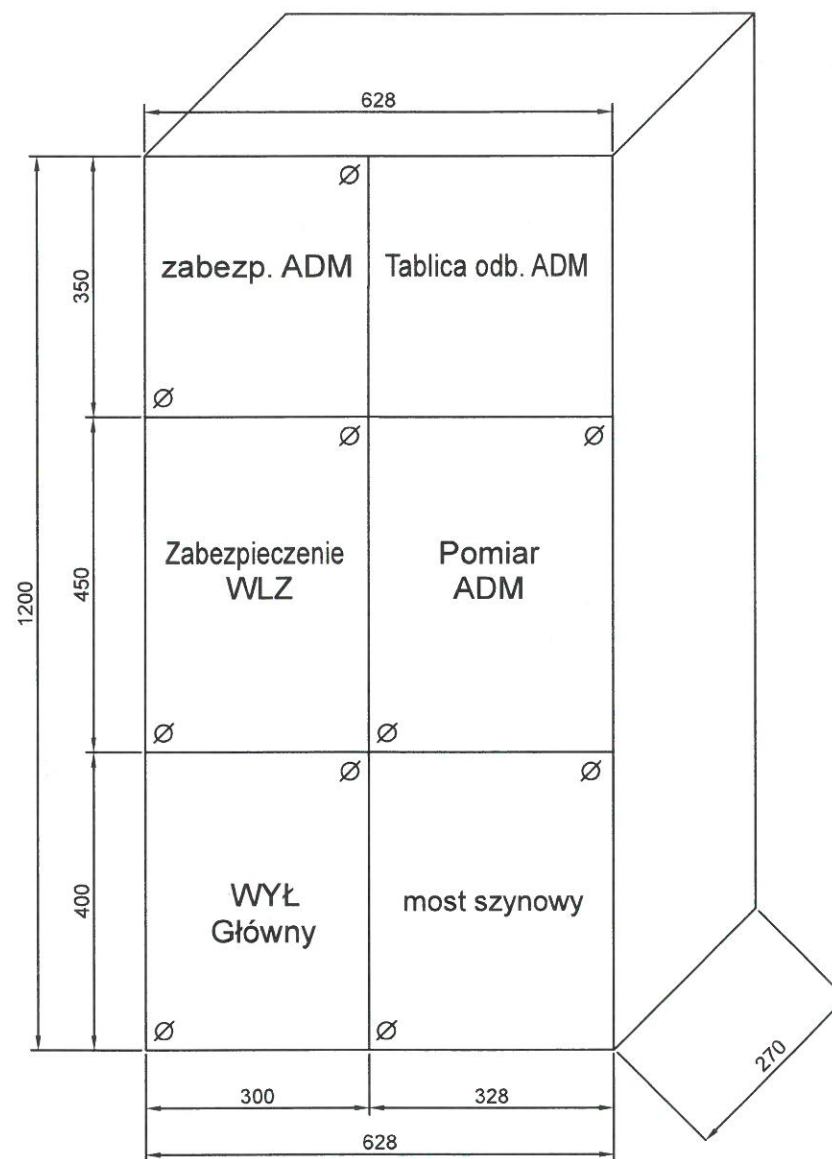 628
350
zabezp. ADM
Tablica odb. ADM
1200
450
Zabezpieczenie
WLZ
Pomiar
ADM
400
WYŁ
Główny
most szynowy
270
300
328
628